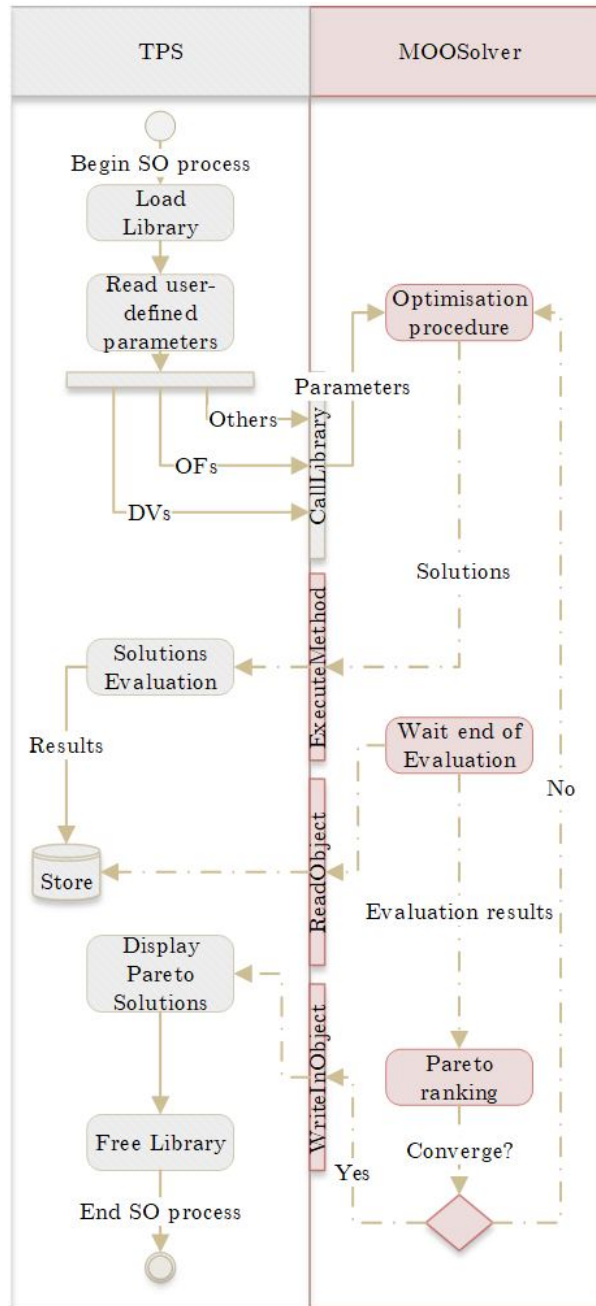 TPS
MOOSolver
Begin SO process
Load
Library
Read user-
defined
parameters
Optimisation
procedure
Parameters
Others
OFs
DVs
CallLibrary
Solutions
Solutions
Evaluation
ExecuteMethod
Results
Wait end of
Evaluation
No
Store
ReadObject
Evaluation results
Display
Pareto
Solutions
WriteInObject
Pareto
ranking
Free Library
Converge?
Yes
End SO process